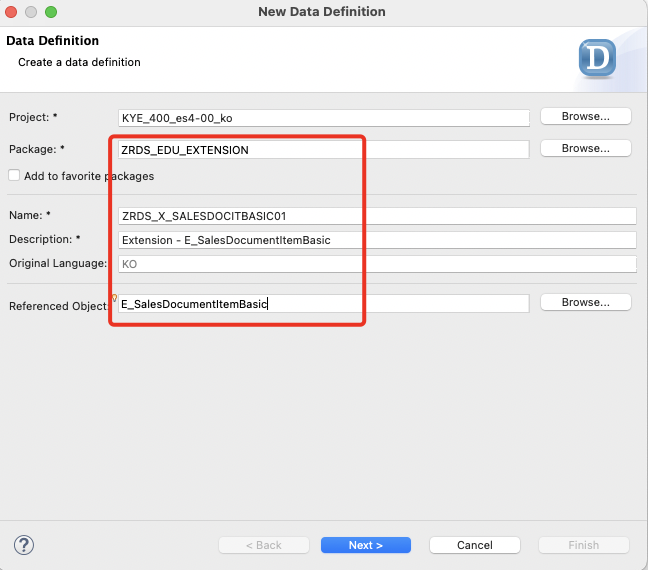 New Data Definition
Data Definition
Create a data definition
D
Project: * KYE_400_es4-00_ko Browse...
Package: * ZRDS_EDU_EXTENSION Browse...
Add to favorite packages
Name: * ZRDS_X_SALESDOCITBASIC01
Description: * Extension - E_SalesDocumentItemBasic
Original Language: KO
Referenced Object: E_SalesDocumentItemBasic Browse...
? < Back Next > Cancel Finish